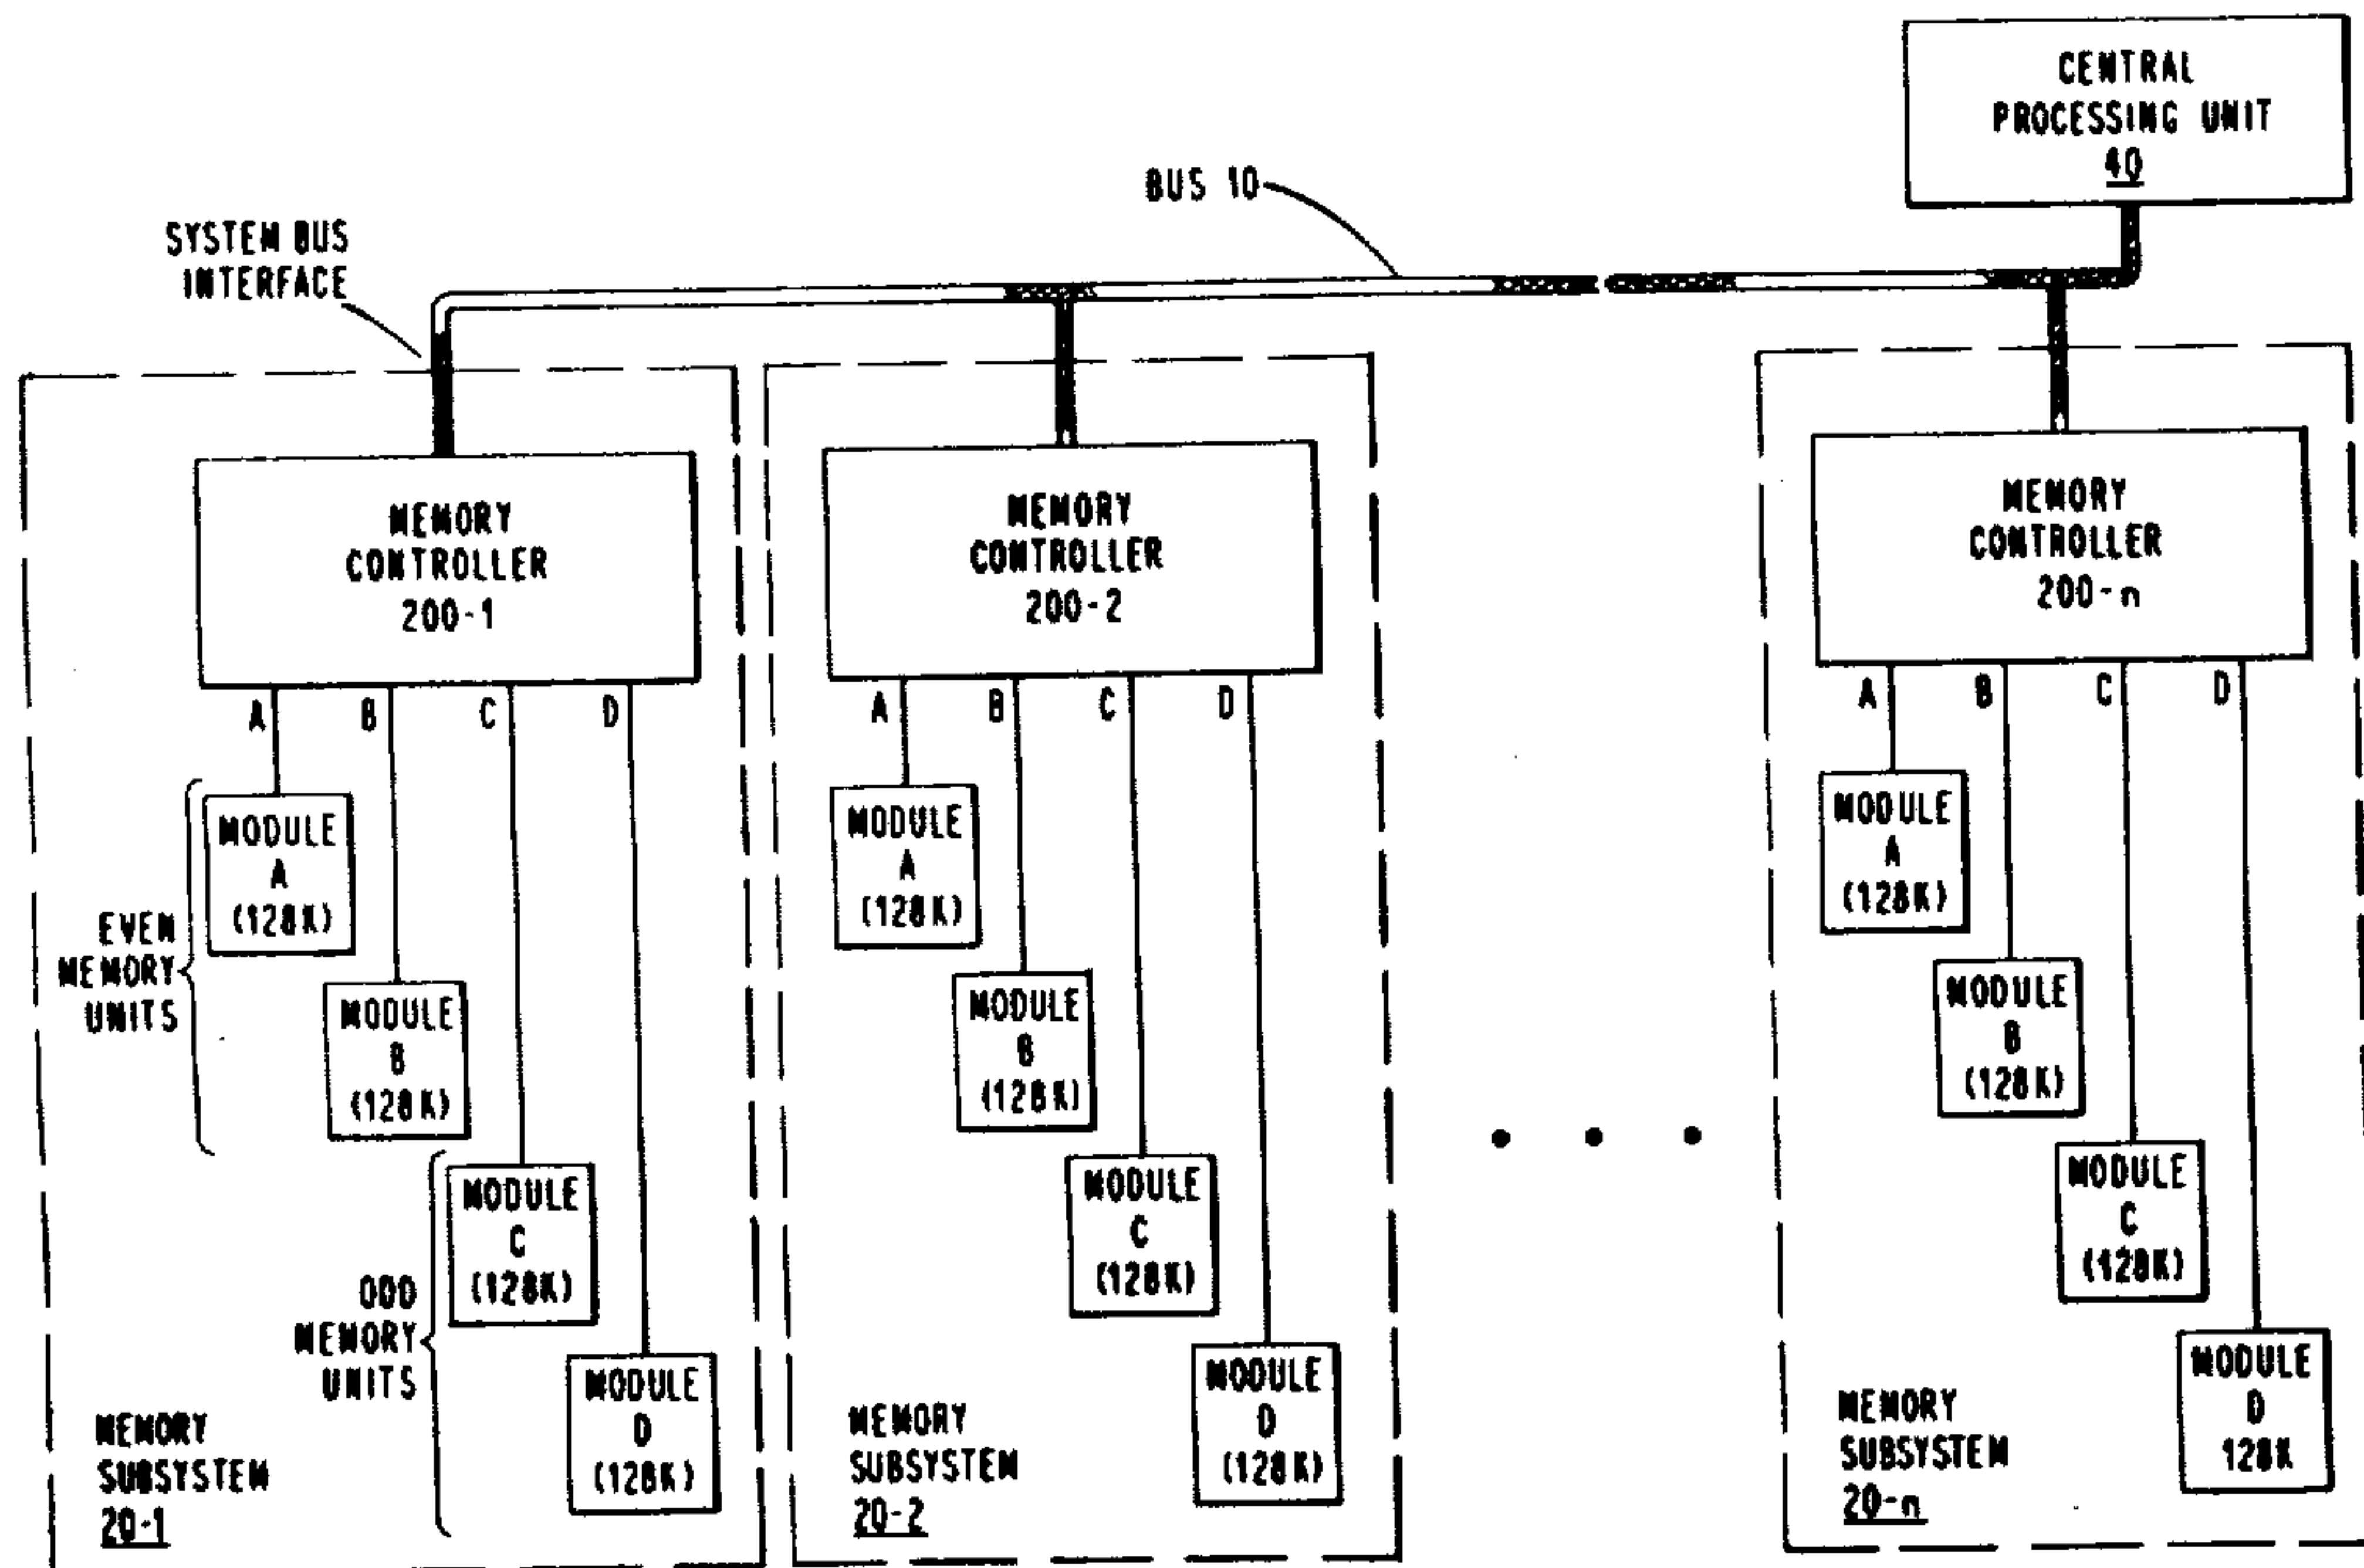 CENTRAL
PROCESSING UNIT
40
BUS 10
SYSTEM BUS
INTERFACE
MEMORY
CONTROLLER
200-1
A B C D
MODULE
A
(128K)
MODULE
B
(128K)
MODULE
C
(128K)
MODULE
D
(128K)
EVEN
MEMORY
UNITS
ODD
MEMORY
UNITS
MEMORY
SUBSYSTEM
20-1
MEMORY
CONTROLLER
200-2
A B C D
MODULE
A
(128K)
MODULE
B
(128K)
MODULE
C
(128K)
MODULE
D
(128K)
MEMORY
SUBSYSTEM
20-2
MEMORY
CONTROLLER
200-n
A B C D
MODULE
A
(128K)
MODULE
B
(128K)
MODULE
C
(128K)
MODULE
D
128K
MEMORY
SUBSYSTEM
20-n